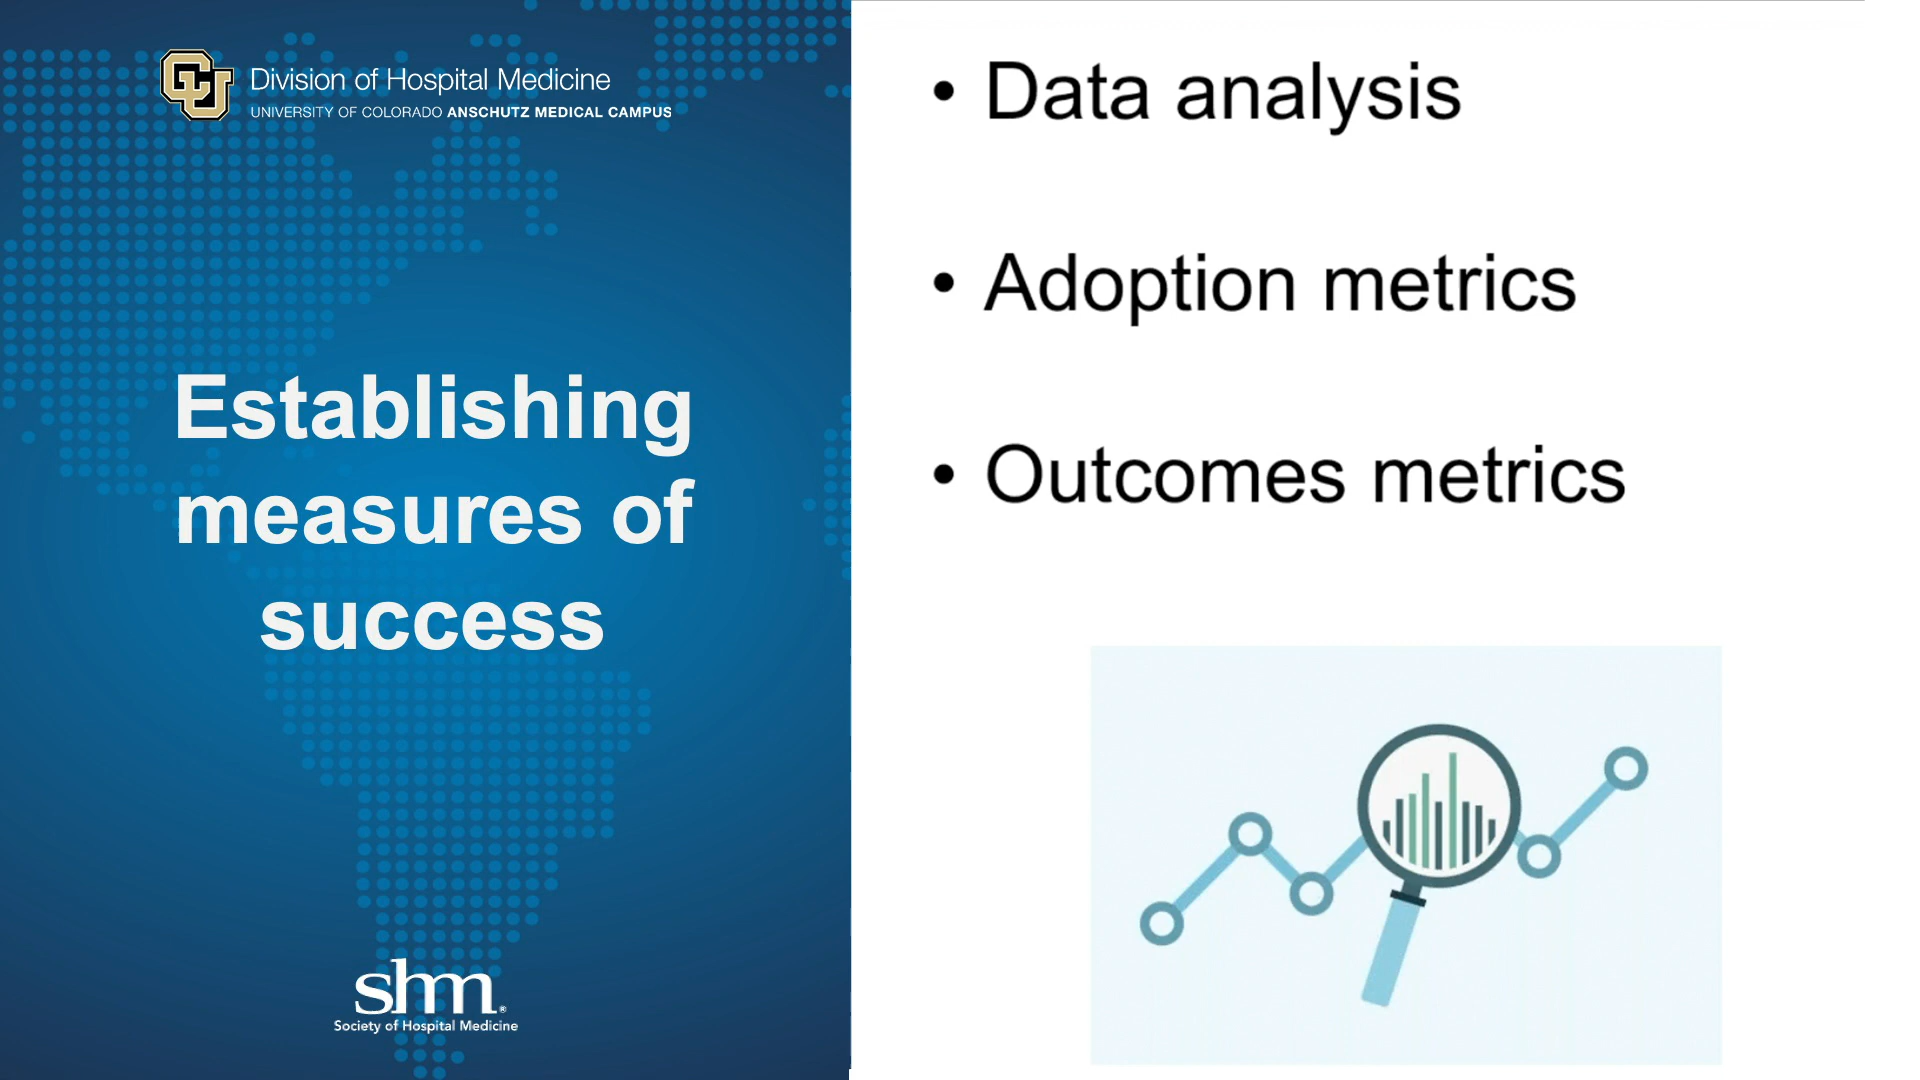 Division of Hospital Medicine
UNIVERSITY OF COLORADO ANSCHUTZ MEDICAL CAMPUS
Establishing
measures of
success
shm®
Society of Hospital Medicine
• Data analysis
• Adoption metrics
• Outcomes metrics